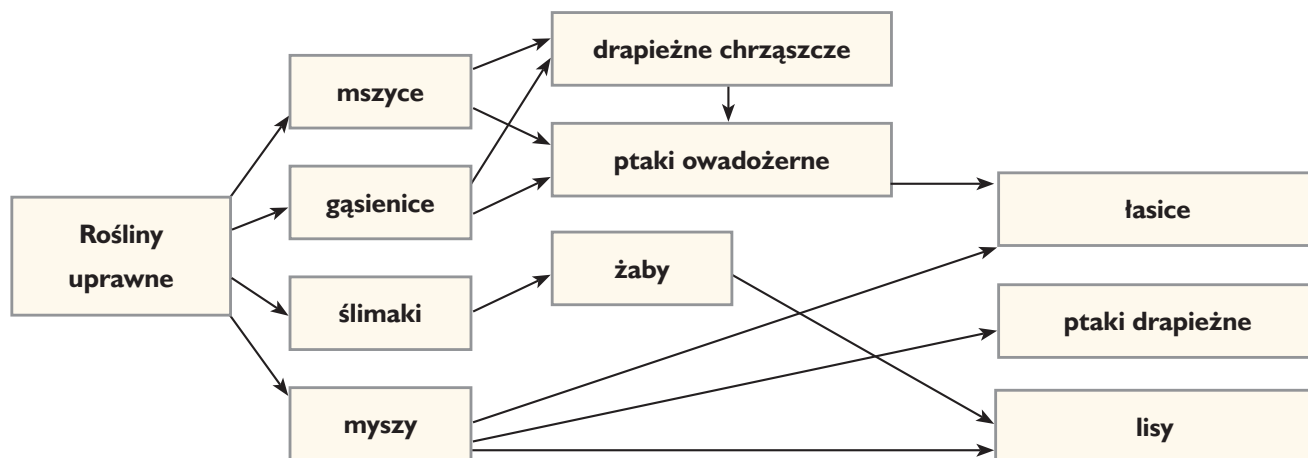 drapieżne chrząszcze
mszyce
ptaki owadożerne
gąsienice
łasice
Rośliny
uprawne
żaby
ślimaki
ptaki drapieżne
myszy
lisy